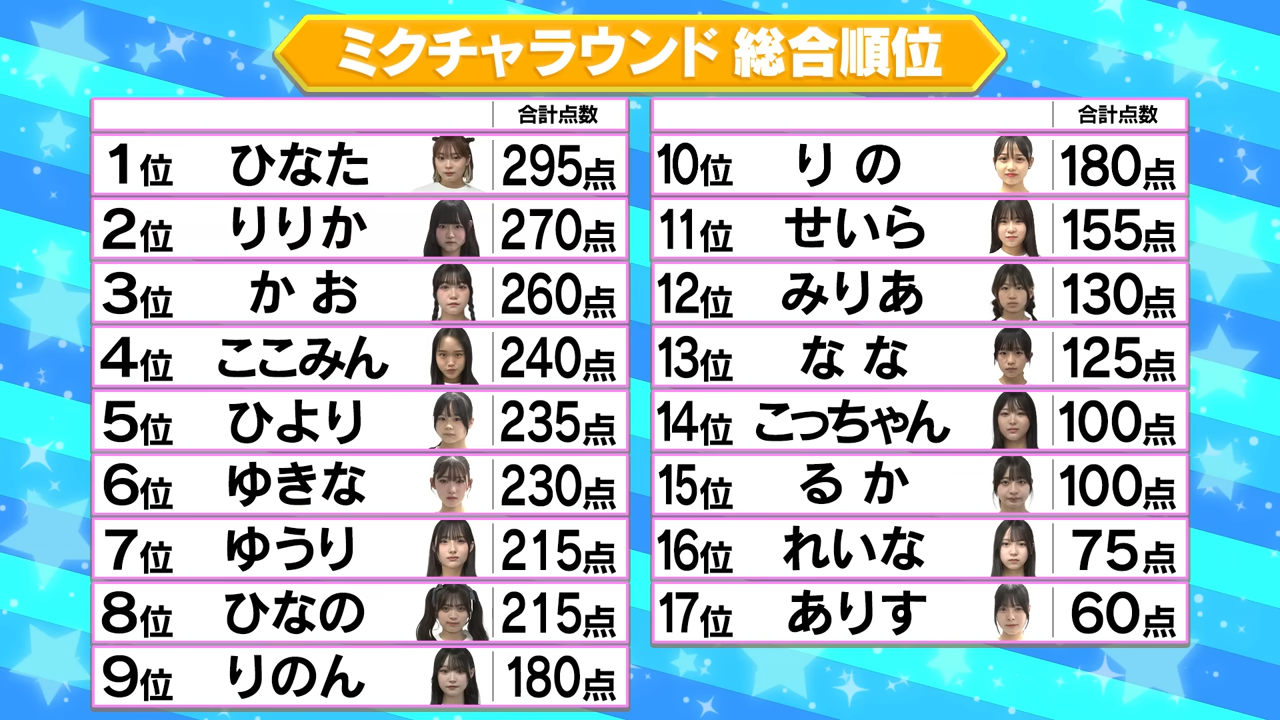 ミクチャラウンド 総合順位
合計点数
1位 ひなた 295点
2位 りりか 270点
3位 かお 260点
4位 ここみん 240点
5位 ひより 235点
6位 ゆきな 230点
7位 ゆうり 215点
8位 ひなの 215点
9位 りのん 180点
合計点数
10位 りの 180点
11位 せいら 155点
12位 みりあ 130点
13位 なな 125点
14位 こっちゃん 100点
15位 るか 100点
16位 れいな 75点
17位 ありす 60点